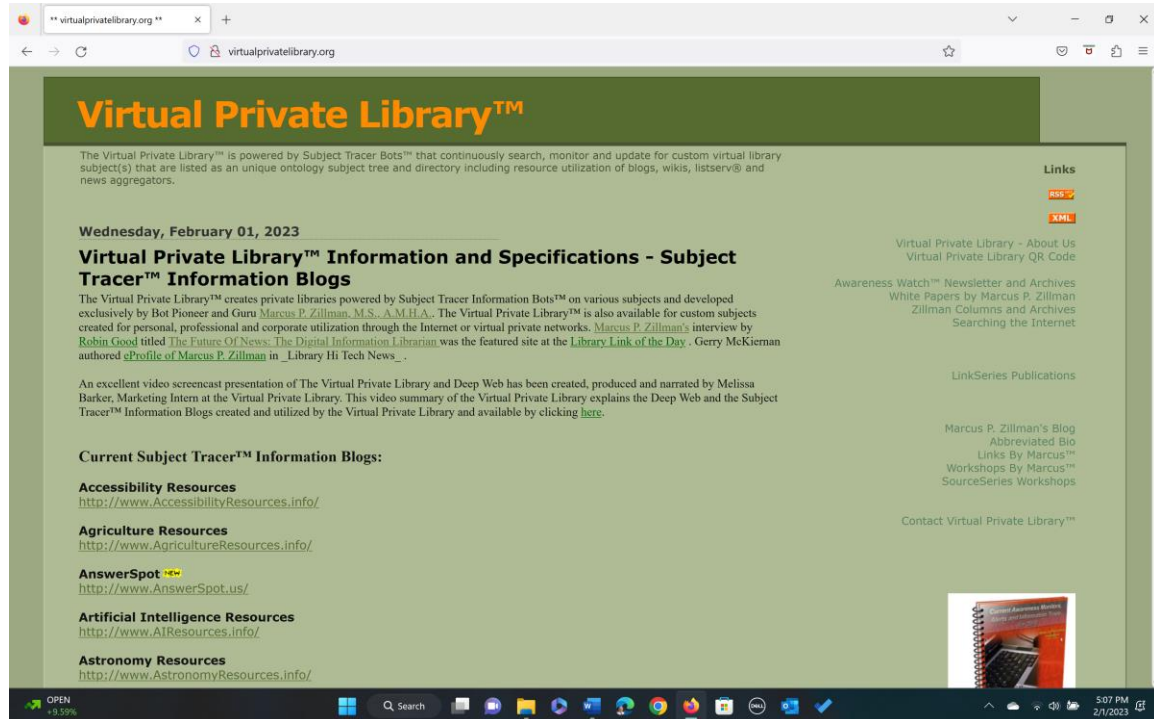 ** virtualprivatelibrary.org **
virtualprivatelibrary.org
Virtual Private Library™
The Virtual Private Library™ is powered by Subject Tracer Bots™ that continuously search, monitor and update for custom virtual library
subject(s) that are listed as an unique ontology subject tree and directory including resource utilization of blogs, wikis, listserv® and
news aggregators.
Wednesday, February 01, 2023
Virtual Private Library™ Information and Specifications - Subject
Tracer™ Information Blogs
The Virtual Private Library™ creates private libraries powered by Subject Tracer Information Bots™ on various subjects and developed
exclusively by Bot Pioneer and Guru Marcus P. Zillman, M.S., A.M.H.A.. The Virtual Private Library™ is also available for custom subjects
created for personal, professional and corporate utilization through the Internet or virtual private networks. Marcus P. Zillman's interview by
Robin Good titled The Future Of News: The Digital Information Librarian was the featured site at the Library Link of the Day . Gerry McKiernan
authored eProfile of Marcus P. Zillman in _Library Hi Tech News_ .
An excellent video screencast presentation of The Virtual Private Library and Deep Web has been created, produced and narrated by Melissa
Barker, Marketing Intern at the Virtual Private Library. This video summary of the Virtual Private Library explains the Deep Web and the Subject
Tracer™ Information Blogs created and utilized by the Virtual Private Library and available by clicking here.
Current Subject Tracer™ Information Blogs:
Accessibility Resources
http://www.AccessibilityResources.info/
Agriculture Resources
http://www.AgricultureResources.info/
AnswerSpot NEW
http://www.AnswerSpot.us/
Artificial Intelligence Resources
http://www.AIResources.info/
Astronomy Resources
http://www.AstronomyResources.info/
Links
RSS
XML
Virtual Private Library - About Us
Virtual Private Library QR Code
Awareness Watch™ Newsletter and Archives
White Papers by Marcus P. Zillman
Zillman Columns and Archives
Searching the Internet
LinkSeries Publications
Marcus P. Zillman's Blog
Abbreviated Bio
Links By Marcus™
Workshops By Marcus™
SourceSeries Workshops
Contact Virtual Private Library™
OPEN
+9.59%
Search
DELL
5:07 PM
2/1/2023